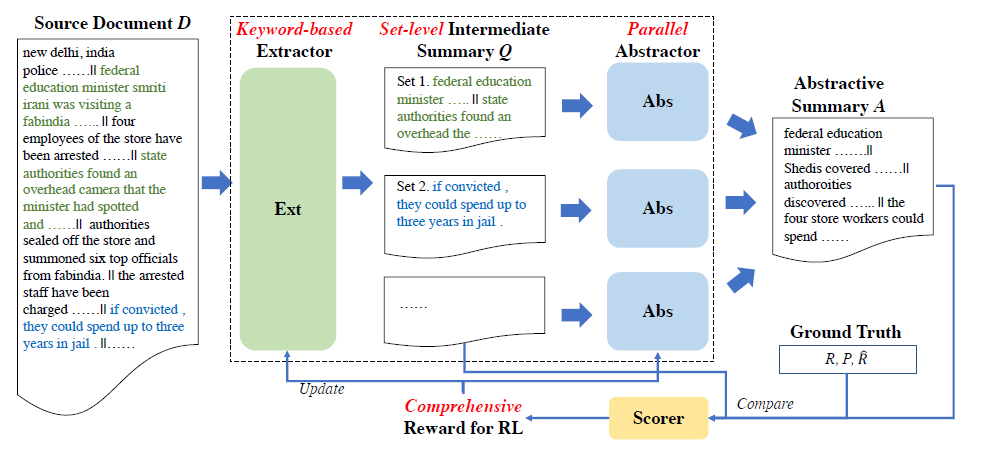 Source Document D
new delhi, india
police ……|| federal
education minister smriti
irani was visiting a
fabindia …... || four
employees of the store have
been arrested ……|| state
authorities found an
overhead camera that the
minister had spotted
and ……|| authorities
sealed off the store and
summoned six top officials
from fabindia. || the arrested
staff have been
charged ……|| if convicted ,
they could spend up to three
years in jail . ||……
Keyword-based
Extractor
Ext
Set-level Intermediate
Summary Q
Set 1. federal education
minister ….. || state
authorities found an
overhead the ……
Set 2. if convicted ,
they could spend up to
three years in jail .
……
Parallel
Abstractor
Abs
Abs
Abs
Abstractive
Summary A
federal education
minister …….||
Shedis covered ……||
authoroities
discovered …... || the
four store workers could
spend ……
Ground Truth
R, P, R̂
Update
Comprehensive
Reward for RL
Scorer
Compare